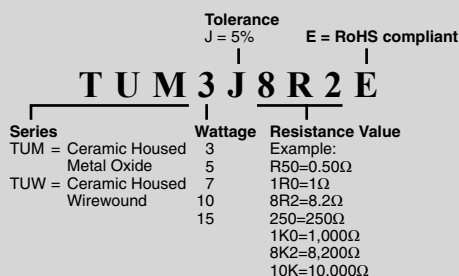 Tolerance
J = 5%
E = RoHS compliant
T U M 3 J 8 R 2 E
Series
TUM = Ceramic Housed
Metal Oxide
TUW = Ceramic Housed
Wirewound
Wattage
3
5
7
10
15
Resistance Value
Example:
R50=0.50Ω
1R0=1Ω
8R2=8.2Ω
250=250Ω
1K0=1,000Ω
8K2=8,200Ω
10K=10,000Ω